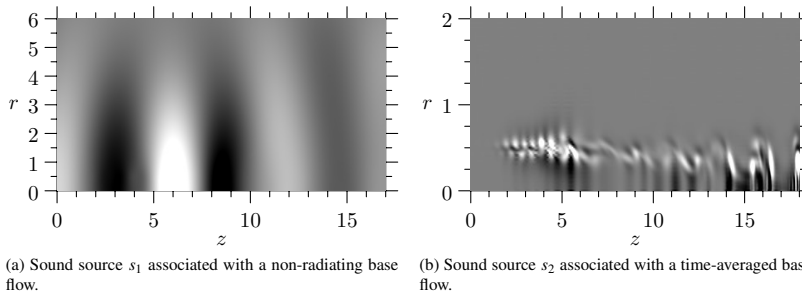 6
5
4
r 3
2
1
0
0 5 10 15
z
(a) Sound source s₁ associated with a non-radiating base
flow.
2
r 1
0
0 5 10 15
z
(b) Sound source s₂ associated with a time-averaged bas
flow.